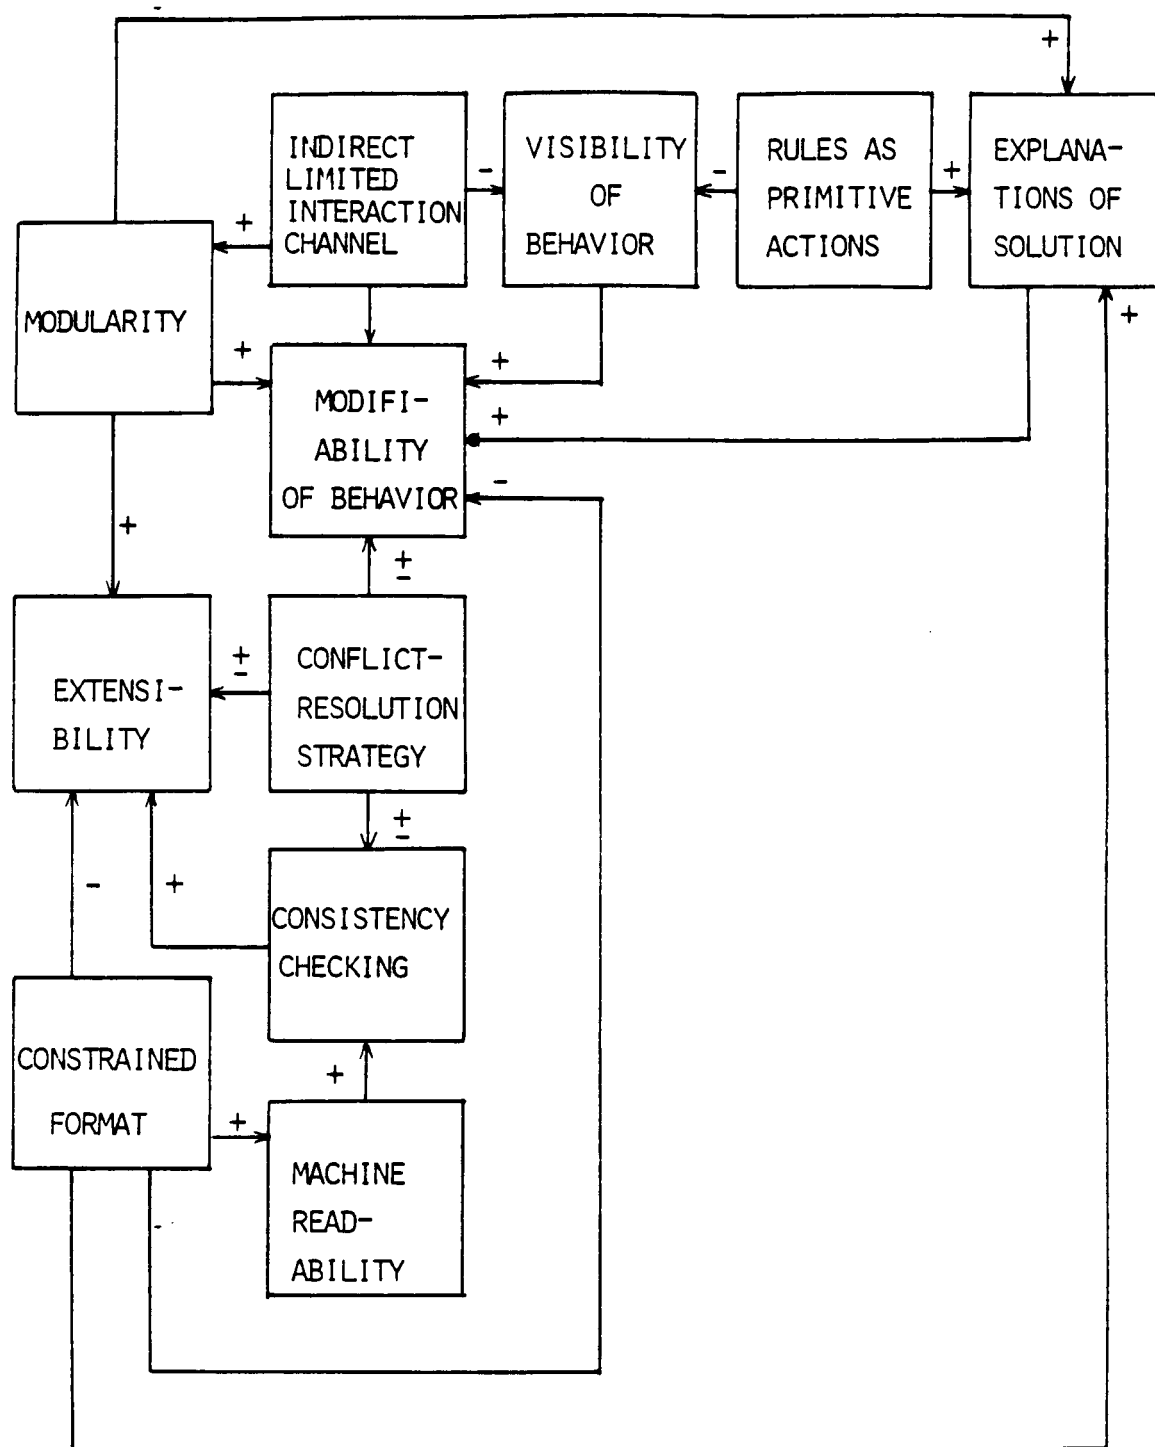 +
INDIRECT
LIMITED
INTERACTION
CHANNEL
-
VISIBILITY
OF
BEHAVIOR
-
RULES AS
PRIMITIVE
ACTIONS
+
EXPLANA-
TIONS OF
SOLUTION
+
MODULARITY
+
+
+
+
-
MODIFI-
ABILITY
OF BEHAVIOR
+
±
±
EXTENSI-
BILITY
CONFLICT-
RESOLUTION
STRATEGY
±
-
+
CONSISTENCY
CHECKING
CONSTRAINED
FORMAT
+
+
MACHINE
READ-
ABILITY